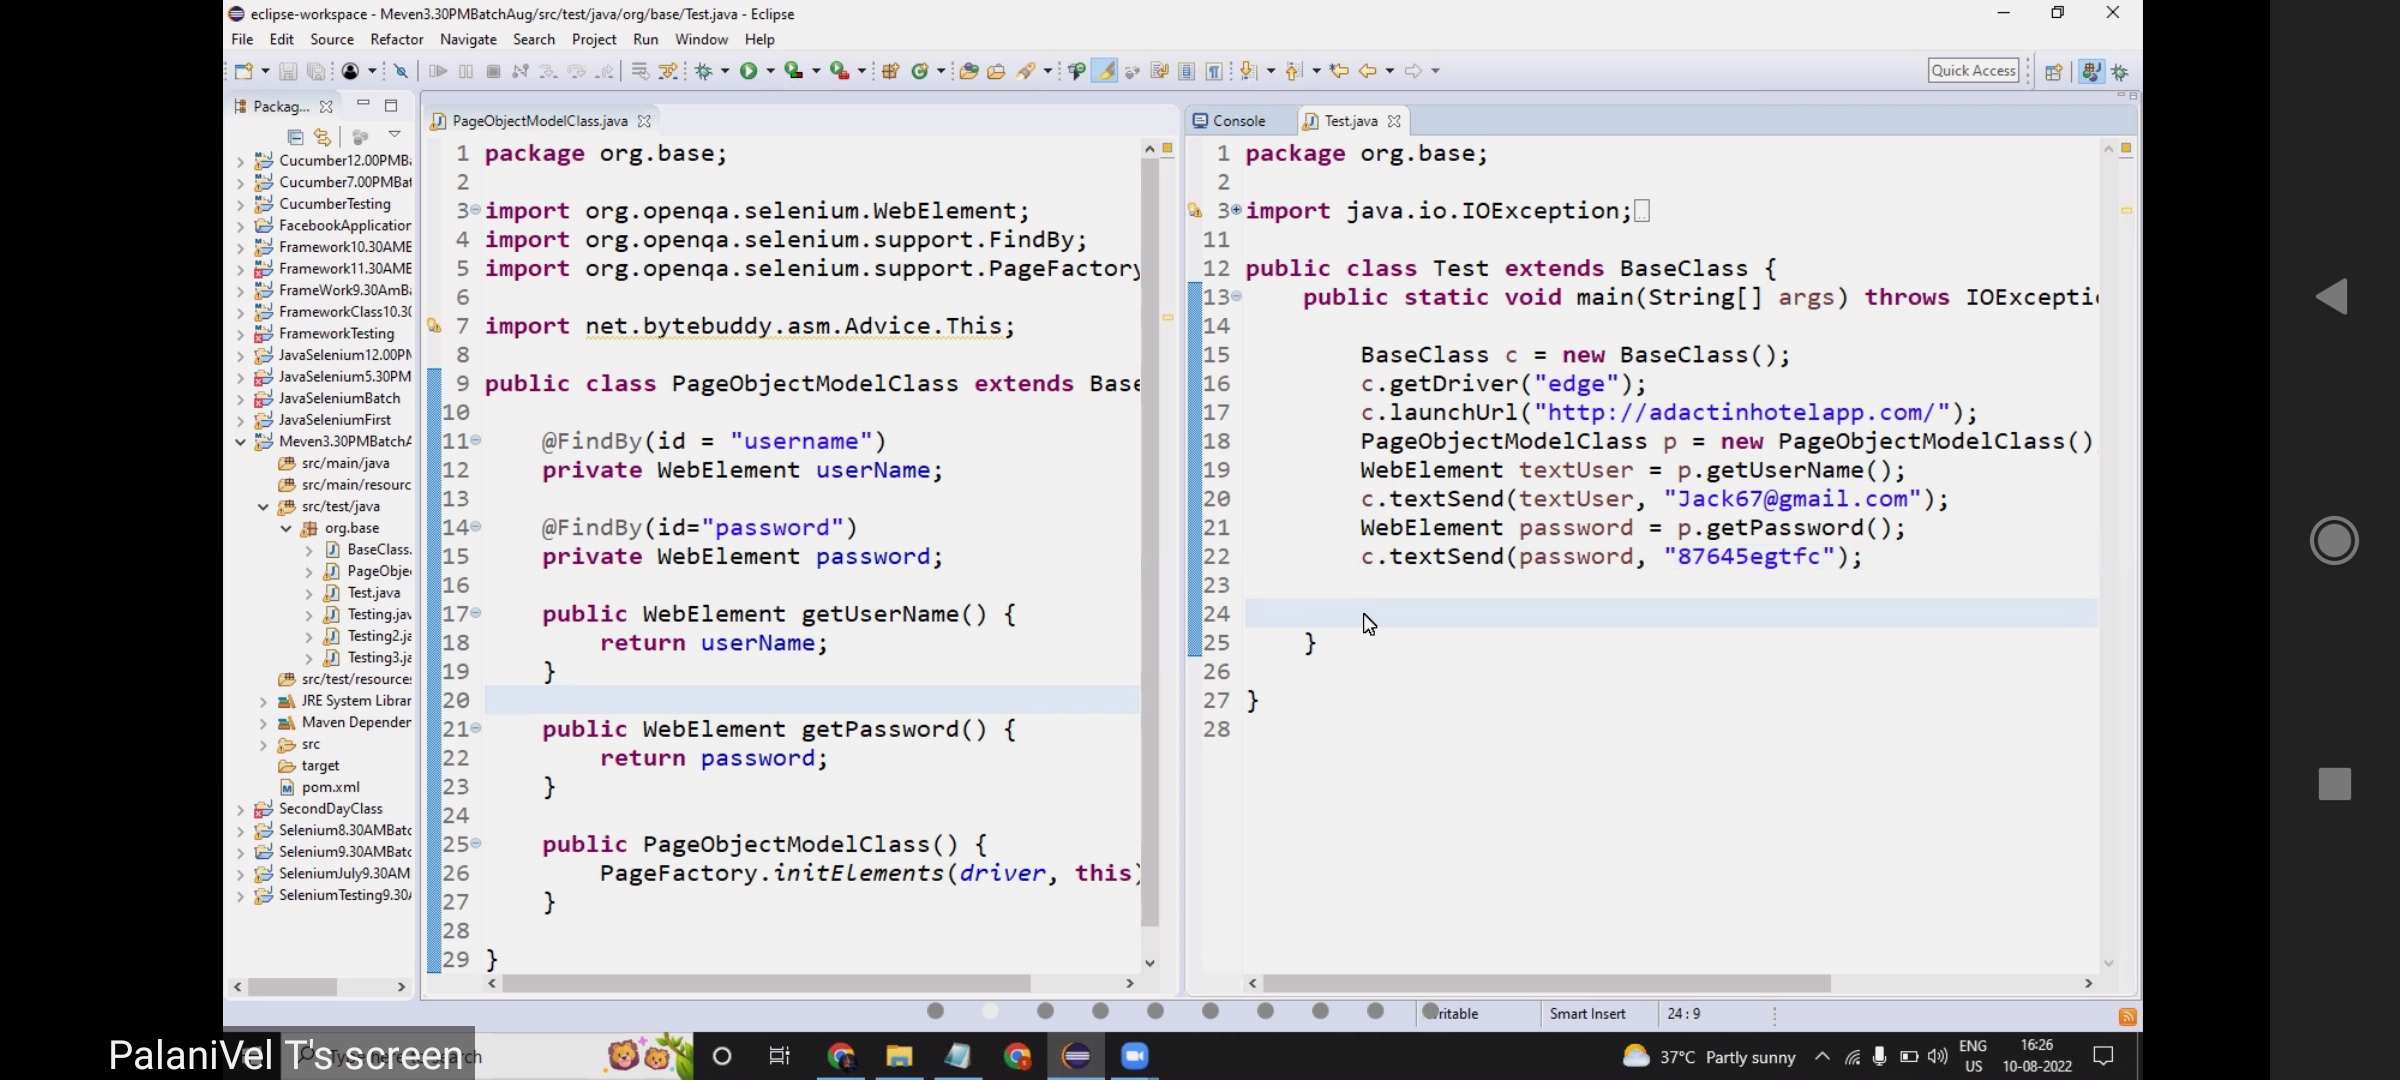 eclipse-workspace - Meven3.30PMBatchAug/src/test/java/org/base/Test.java - Eclipse
File Edit Source Refactor Navigate Search Project Run Window Help
Quick Access
Packag...
Cucumber12.00PMBa
Cucumber7.00PMBat
CucumberTesting
FacebookApplication
Framework10.30AME
Framework11.30AME
FrameWork9.30AmBa
FrameworkClass10.30
FrameworkTesting
JavaSelenium12.00PM
JavaSelenium5.30PM
JavaSeleniumBatch
JavaSeleniumFirst
Meven3.30PMBatchA
src/main/java
src/main/resourc
src/test/java
org.base
BaseClass.
PageObje
Test.java
Testing.jav
Testing2.ja
Testing3.ja
src/test/resources
JRE System Librar
Maven Depender
src
target
pom.xml
SecondDayClass
Selenium8.30AMBatc
Selenium9.30AMBatc
SeleniumJuly9.30AM
SeleniumTesting9.30A
PageObjectModelClass.java
1 package org.base;
2
3 import org.openqa.selenium.WebElement;
4 import org.openqa.selenium.support.FindBy;
5 import org.openqa.selenium.support.PageFactory
6
7 import net.bytebuddy.asm.Advice.This;
8
9 public class PageObjectModelClass extends Base
10
11 @FindBy(id = "username")
12 private WebElement userName;
13
14 @FindBy(id="password")
15 private WebElement password;
16
17 public WebElement getUserName() {
18 return userName;
19 }
20
21 public WebElement getPassword() {
22 return password;
23 }
24
25 public PageObjectModelClass() {
26 PageFactory.initElements(driver, this)
27 }
28
29 }
Console Test.java
1 package org.base;
2
3 import java.io.IOException;
11
12 public class Test extends BaseClass {
13 public static void main(String[] args) throws IOExcepti
14
15 BaseClass c = new BaseClass();
16 c.getDriver("edge");
17 c.launchUrl("http://adactinhotelapp.com/");
18 PageObjectModelClass p = new PageObjectModelClass()
19 WebElement textUser = p.getUserName();
20 c.textSend(textUser, "Jack67@gmail.com");
21 WebElement password = p.getPassword();
22 c.textSend(password, "87645egtfc");
23
24
25 }
26
27 }
28
ritable Smart Insert 24 : 9
PalaniVel T's screen
37°C Partly sunny ENG US 16:26 10-08-2022